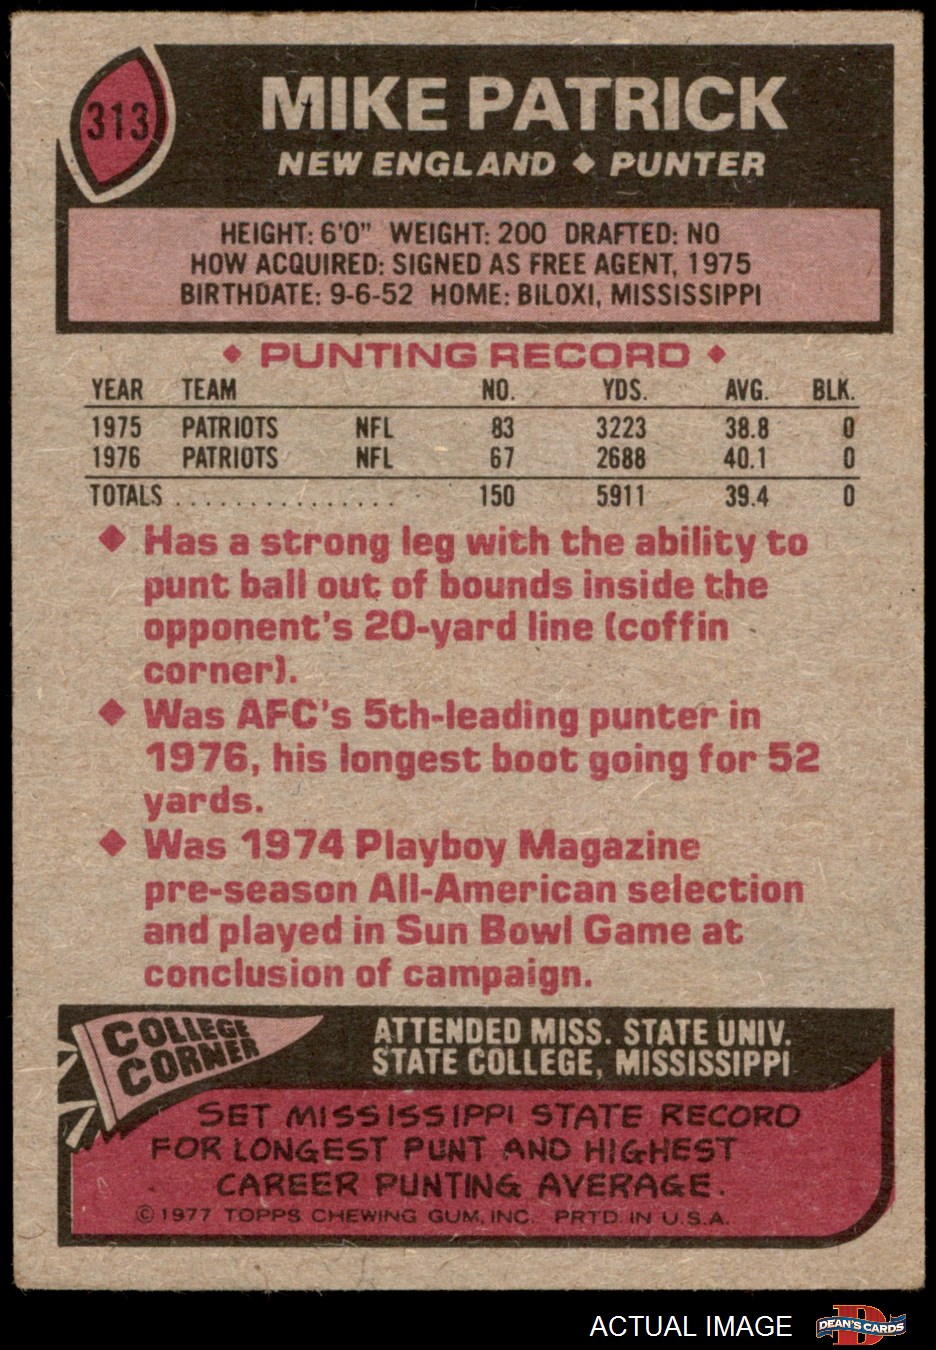 313
MIKE PATRICK
NEW ENGLAND ◆ PUNTER
HEIGHT: 6'0" WEIGHT: 200 DRAFTED: NO
HOW ACQUIRED: SIGNED AS FREE AGENT, 1975
BIRTHDATE: 9-6-52 HOME: BILOXI, MISSISSIPPI
◆ PUNTING RECORD ◆
YEAR TEAM NO. YDS. AVG. BLK.
1975 PATRIOTS NFL 83 3223 38.8 0
1976 PATRIOTS NFL 67 2688 40.1 0
TOTALS . . . . . . . . . . . . . . . . 150 5911 39.4 0
◆ Has a strong leg with the ability to
punt ball out of bounds inside the
opponent's 20-yard line (coffin
corner).
◆ Was AFC's 5th-leading punter in
1976, his longest boot going for 52
yards.
◆ Was 1974 Playboy Magazine
pre-season All-American selection
and played in Sun Bowl Game at
conclusion of campaign.
COLLEGE
CORNER
ATTENDED MISS. STATE UNIV.
STATE COLLEGE, MISSISSIPPI
SET MISSISSIPPI STATE RECORD
FOR LONGEST PUNT AND HIGHEST
CAREER PUNTING AVERAGE.
© 1977 TOPPS CHEWING GUM, INC. PRTD. IN U.S.A.
ACTUAL IMAGE
D
DEAN'S CARDS